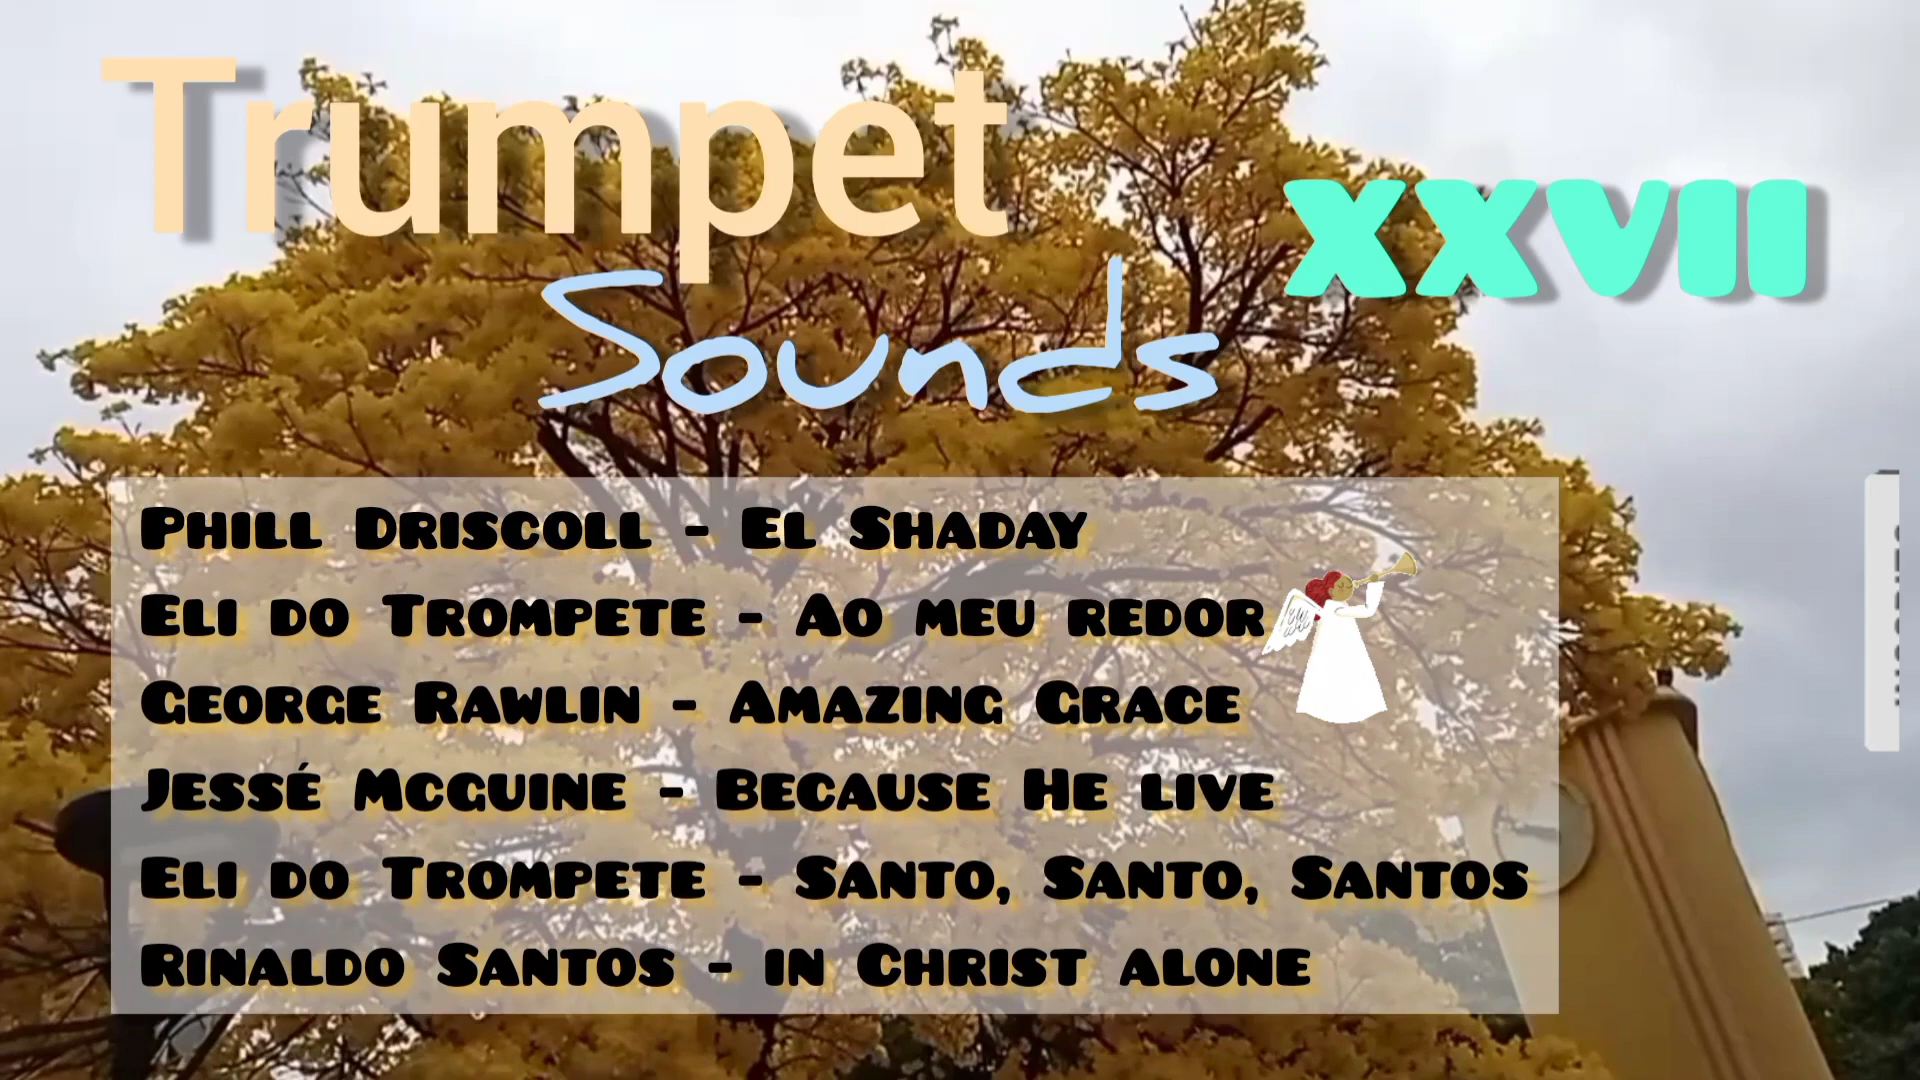 Trumpet
XXVII
Sounds
Phill Driscoll - El Shaday
Eli do Trompete - Ao meu redor
George Rawlin - Amazing Grace
Jessé Mcguine - Because He live
Eli do Trompete - Santo, Santo, Santos
Rinaldo Santos - in Christ alone